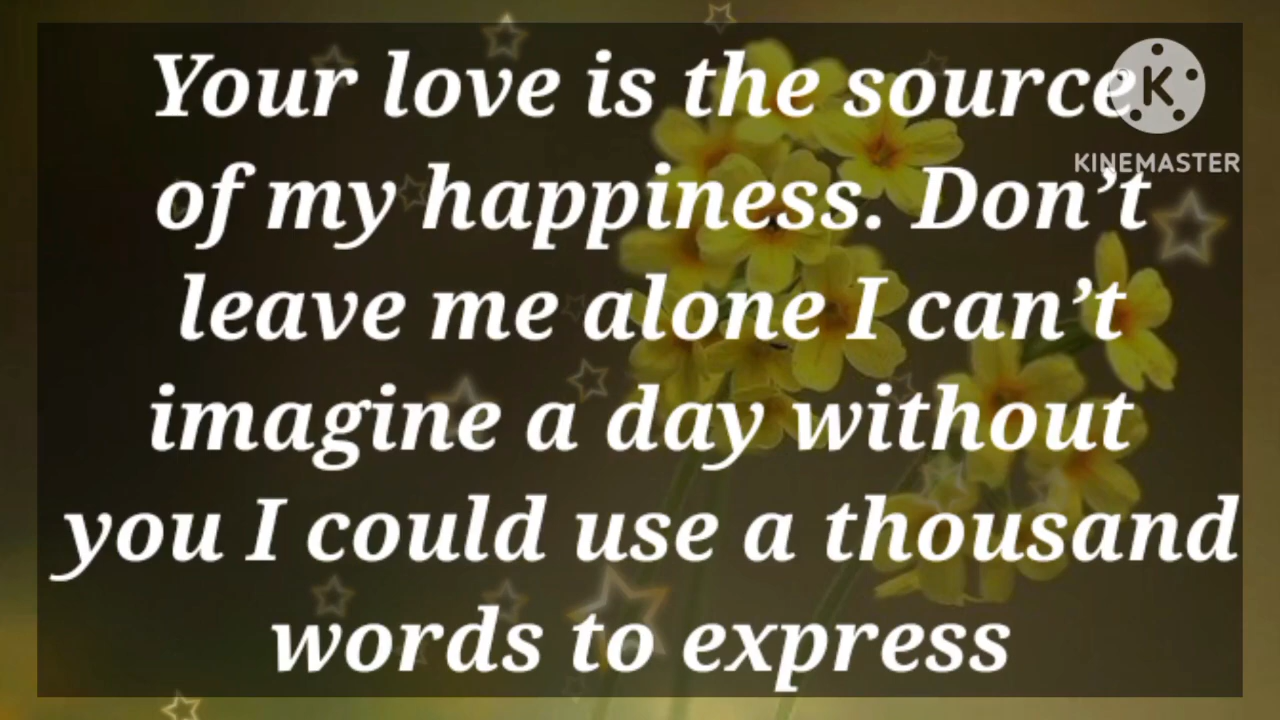 Your love is the source
of my happiness. Don’t
leave me alone I can’t
imagine a day without
you I could use a thousand
words to express
K
KINEMASTER